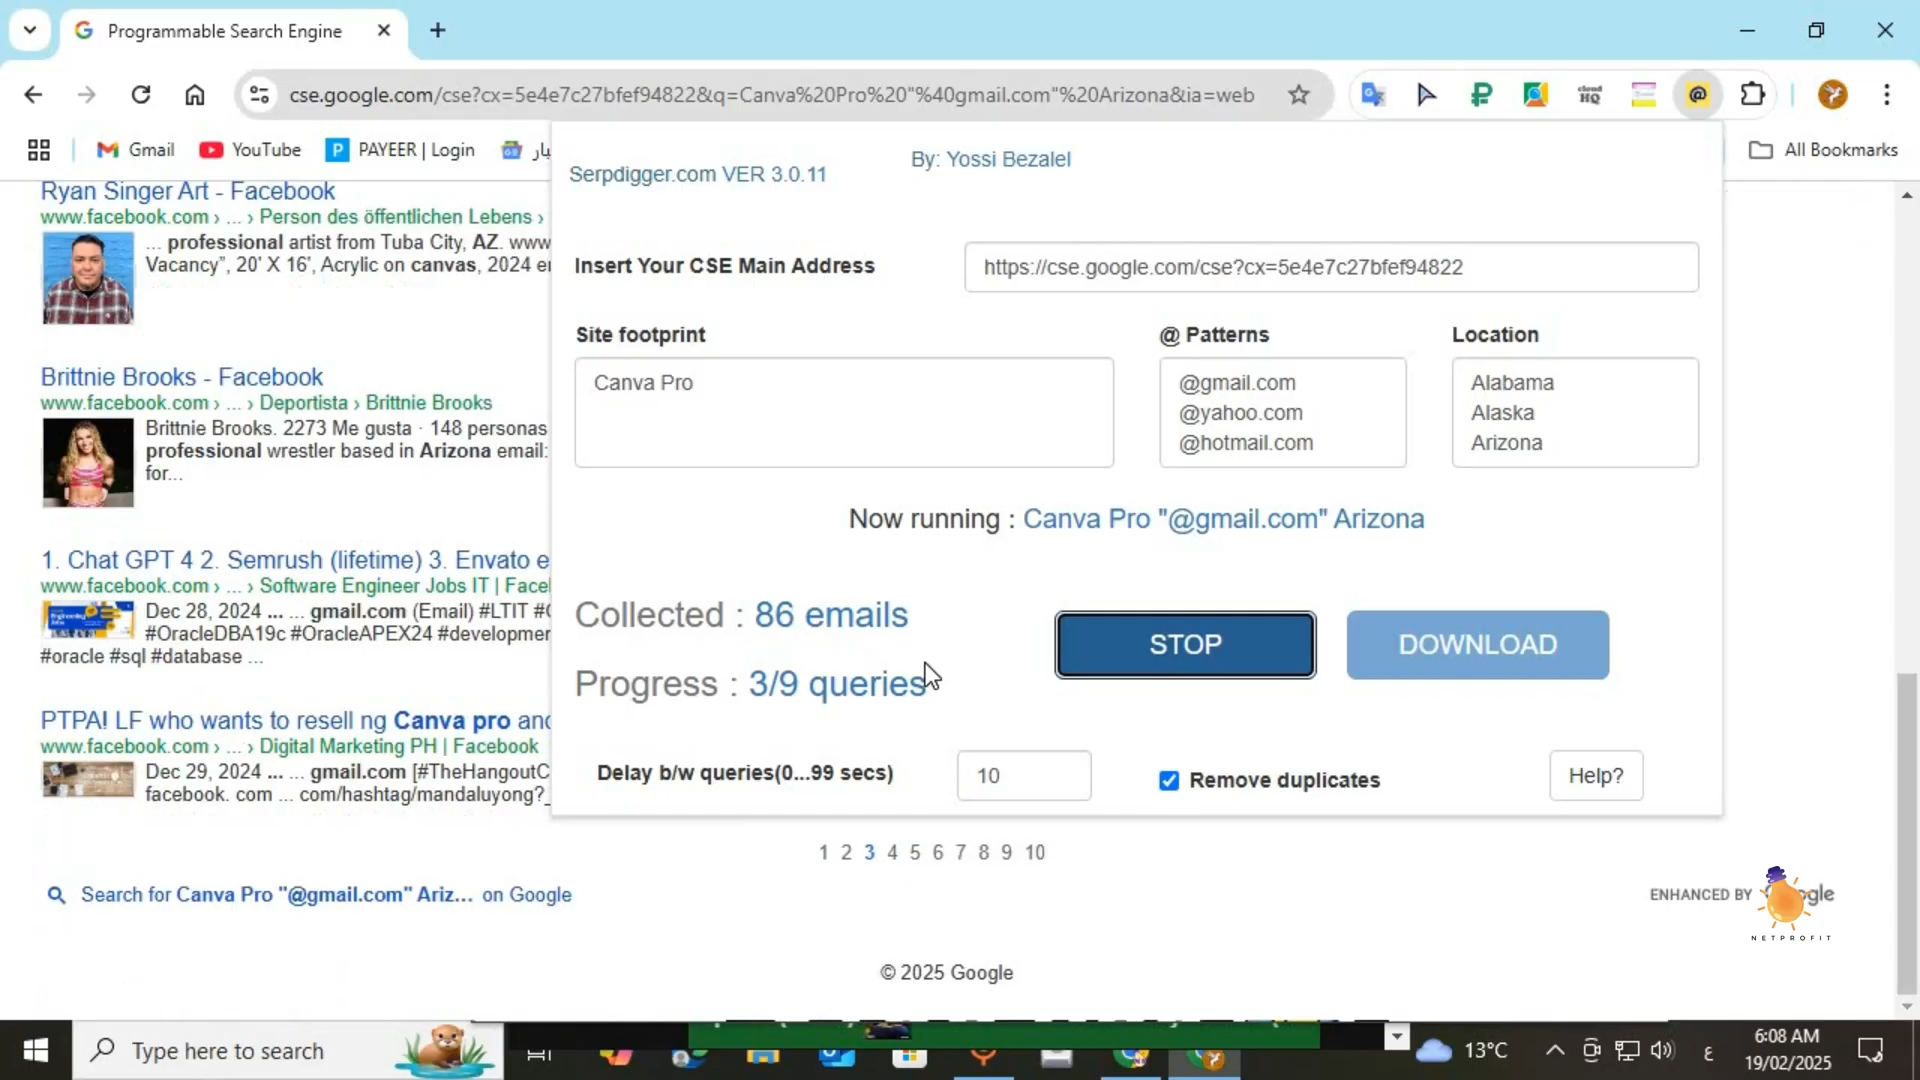 Programmable Search Engine
cse.google.com/cse?cx=5e4e7c27bfef94822&q=Canva%20Pro%20"%40gmail.com"%20Arizona&ia=web
cloud
HQ
@
Gmail
YouTube
P PAYEER | Login
All Bookmarks
Ryan Singer Art - Facebook
www.facebook.com › ... › Person des öffentlichen Lebens ›
... professional artist from Tuba City, AZ. www
Vacancy", 20' X 16', Acrylic on canvas, 2024
Brittnie Brooks - Facebook
www.facebook.com › ... › Deportista › Brittnie Brooks
Brittnie Brooks. 2273 Me gusta · 148 personas
professional wrestler based in Arizona email:
for...
1. Chat GPT 4 2. Semrush (lifetime) 3. Envato e
www.facebook.com › ... › Software Engineer Jobs IT | Facel
Dec 28, 2024 ... ... gmail.com (Email) #LTIT
#OracleDBA19c #OracleAPEX24 #developmen
#oracle #sql #database ...
PTPA! LF who wants to resell ng Canva pro and
www.facebook.com › ... › Digital Marketing PH | Facebook
Dec 29, 2024 ... ... gmail.com [#TheHangoutC
facebook. com ... com/hashtag/mandaluyong?_
Serpdigger.com VER 3.0.11
By: Yossi Bezalel
Insert Your CSE Main Address
https://cse.google.com/cse?cx=5e4e7c27bfef94822
Site footprint
@ Patterns
Location
Canva Pro
@gmail.com
@yahoo.com
@hotmail.com
Alabama
Alaska
Arizona
Now running : Canva Pro "@gmail.com" Arizona
Collected : 86 emails
STOP
DOWNLOAD
Progress : 3/9 queries
Delay b/w queries(0...99 secs)
10
Remove duplicates
Help?
1 2 3 4 5 6 7 8 9 10
Search for Canva Pro "@gmail.com" Ariz... on Google
ENHANCED BY Google
NETPROFIT
© 2025 Google
Type here to search
13°C
ع
6:08 AM
19/02/2025